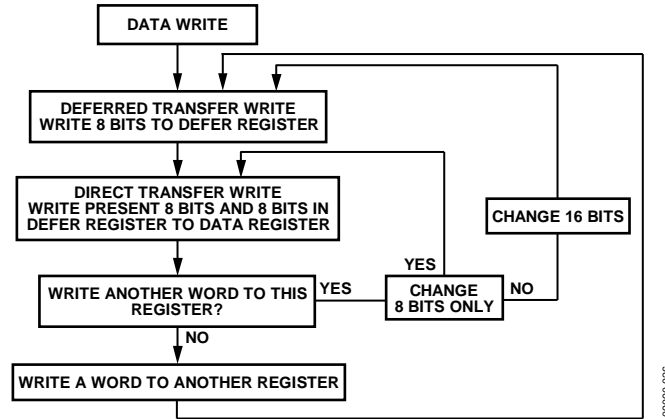 DATA WRITE
DEFERRED TRANSFER WRITE
WRITE 8 BITS TO DEFER REGISTER
DIRECT TRANSFER WRITE
WRITE PRESENT 8 BITS AND 8 BITS IN
DEFER REGISTER TO DATA REGISTER
CHANGE 16 BITS
YES
WRITE ANOTHER WORD TO THIS
REGISTER?
YES
CHANGE
8 BITS ONLY
NO
NO
WRITE A WORD TO ANOTHER REGISTER